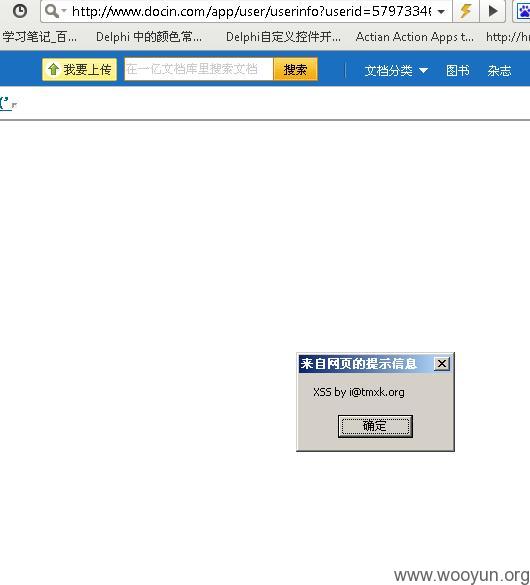 http://www.docin.com/app/user/userinfo?userid=5797334
学习笔记_百... Delphi 中的颜色常... Delphi自定义控件开... Actian Action Apps t... http://h
我要上传 在一亿文档库里搜索文档 搜索 文档分类 图书 杂志
来自网页的提示信息
XSS by i@tmxk.org
确定
www.wooyun.org